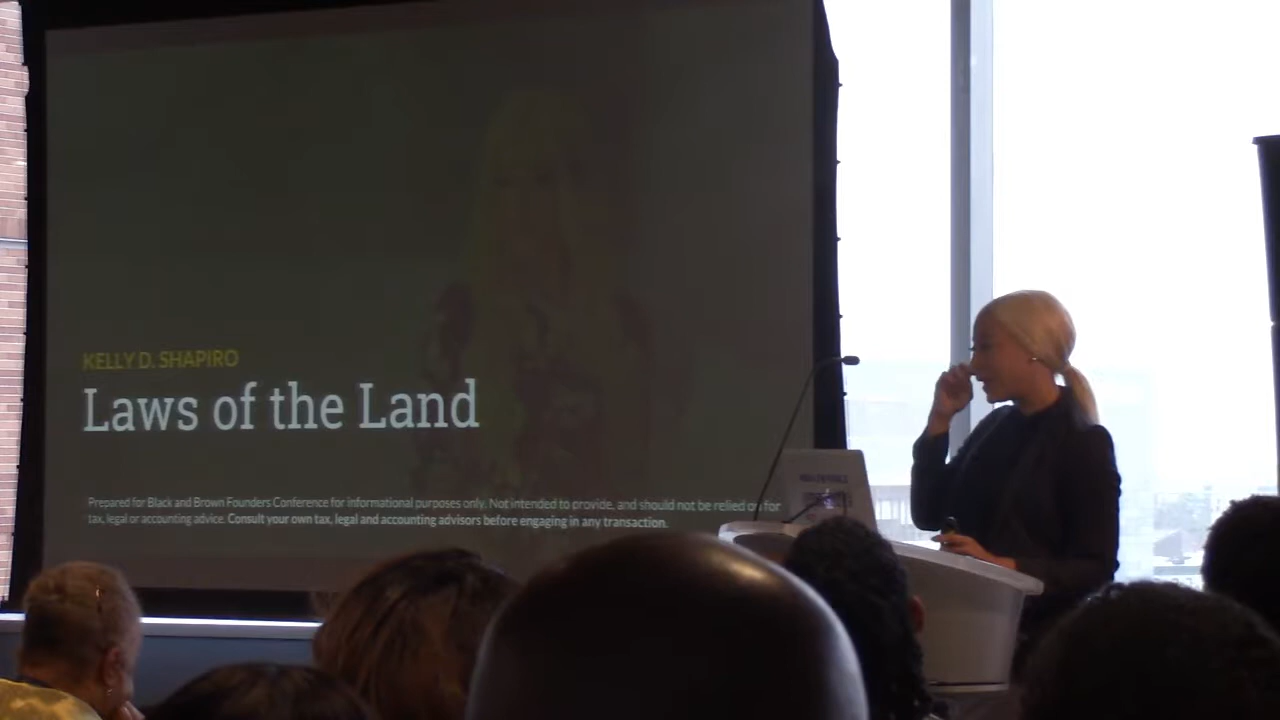 KELLY D. SHAPIRO
Laws of the Land
Prepared for Black and Brown Founders Conference for informational purposes only. Not intended to provide, and should not be relied on for
tax, legal or accounting advice. Consult your own tax, legal and accounting advisors before engaging in any transaction.